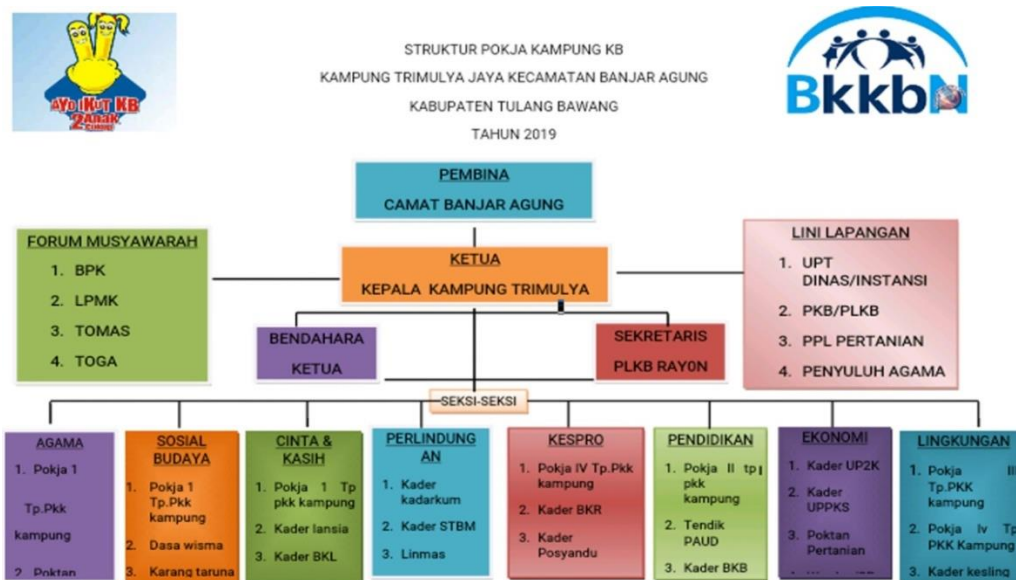 AYO IKUT KB
2 Anak
STRUKTUR POKJA KAMPUNG KB
KAMPUNG TRIMULYA JAYA KECAMATAN BANJAR AGUNG
KABUPATEN TULANG BAWANG
TAHUN 2019
BkkbN
PEMBINA
CAMAT BANJAR AGUNG
FORUM MUSYAWARAH
1. BPK
2. LPMK
3. TOMAS
4. TOGA
KETUA
KEPALA KAMPUNG TRIMULYA
LINI LAPANGAN
1. UPT
DINAS/INSTANSI
2. PKB/PLKB
3. PPL PERTANIAN
4. PENYULUH AGAMA
BENDAHARA
KETUA
SEKRETARIS
PLKB RAYON
SEKSI-SEKSI
AGAMA
1. Pokja 1
Tp.Pkk
kampung
2. Poktan
SOSIAL
BUDAYA
1. Pokja 1
Tp.Pkk
kampung
2. Dasa wisma
3. Karang taruna
CINTA &
KASIH
1. Pokja 1 Tp
pkk kampung
2. Kader lansia
3. Kader BKL
PERLINDUNG
AN
1. Kader
kadarkum
2. Kader STBM
3. Linmas
KESPRO
1. Pokja IV Tp.Pkk
kampung
2. Kader BKR
3. Kader
Posyandu
PENDIDIKAN
1. Pokja II tp
pkk
kampung
2. Tendik
PAUD
3. Kader BKB
EKONOMI
1. Kader UP2K
2. Kader
UPPKS
3. Poktan
Pertanian
LINGKUNGAN
1. Pokja III
Tp.PKK
kampung
2. Pokja Iv Tp
PKK Kampung
3. Kader kesling